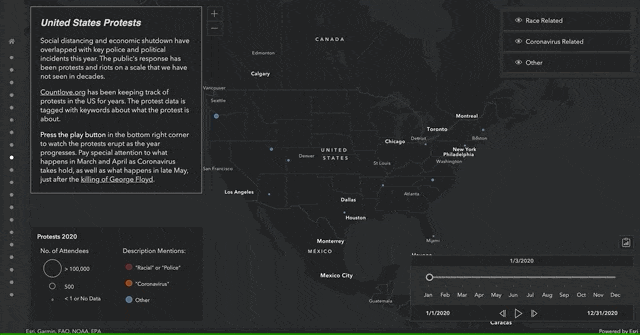 United States Protests
Social distancing and economic shutdown have
overlapped with key police and political
incidents this year. The public's response has
been protests and riots on a scale that we have
not seen in decades.
Countlove.org has been keeping track of
protests in the US for years. The protest data is
tagged with keywords about what the protest is
about.
Press the play button in the bottom right corner
to watch the protests erupt as the year
progresses. Pay special attention to what
happens in March and April as Coronavirus
takes hold, as well as what happens in late May,
just after the killing of George Floyd.
+
−
Race Related
Coronavirus Related
Other
CANADA
Edmonton
Calgary
Vancouver
Seattle
Montreal
Toronto
Boston
Detroit
Chicago
New York
Philadelphia
Washington
UNITED
STATES
Denver
St Louis
San Francisco
Los Angeles
Atlanta
Dallas
Houston
Miami
Monterrey
MÉXICO
Mexico City
Guatemala
Caracas
Protests 2020
No. of Attendees
Description Mentions:
> 100,000
"Racial" or "Police"
500
"Coronavirus"
< 1 or No Data
Other
1/3/2020
Jan Feb Mar Apr May Jun Jul Aug Sep Oct Nov Dec
1/1/2020
12/31/2020
Esri, Garmin, FAO, NOAA, EPA
Powered by Esri